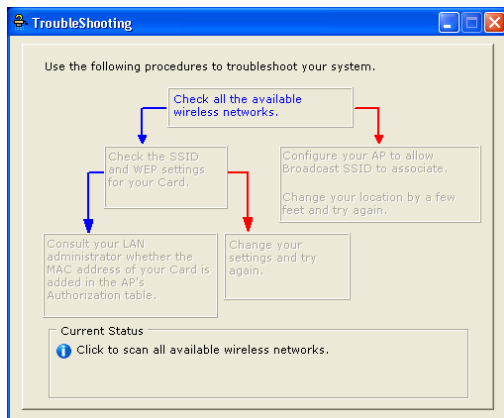 TroubleShooting
Use the following procedures to troubleshoot your system.
Check all the available
wireless networks.
Check the SSID
and WEP settings
for your Card.
Configure your AP to allow
Broadcast SSID to associate.
Change your location by a few
feet and try again.
Consult your LAN
administrator whether the
MAC address of your Card is
added in the AP's
Authorization table.
Change your
settings and try
again.
Current Status
Click to scan all available wireless networks.